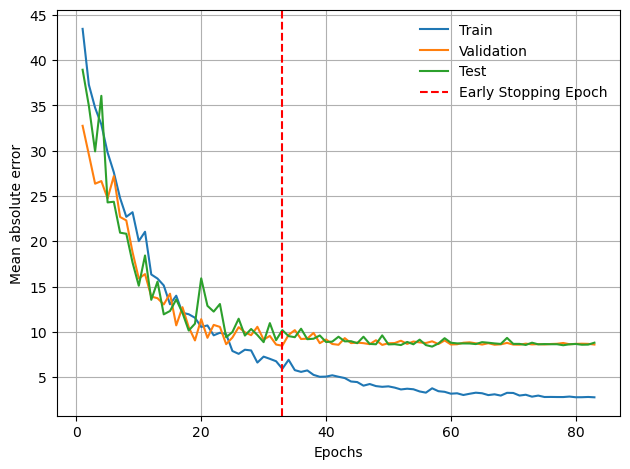 45
40
35
30
25
20
15
10
5
Mean absolute error
Train
Validation
Test
Early Stopping Epoch
0 20 40 60 80
Epochs